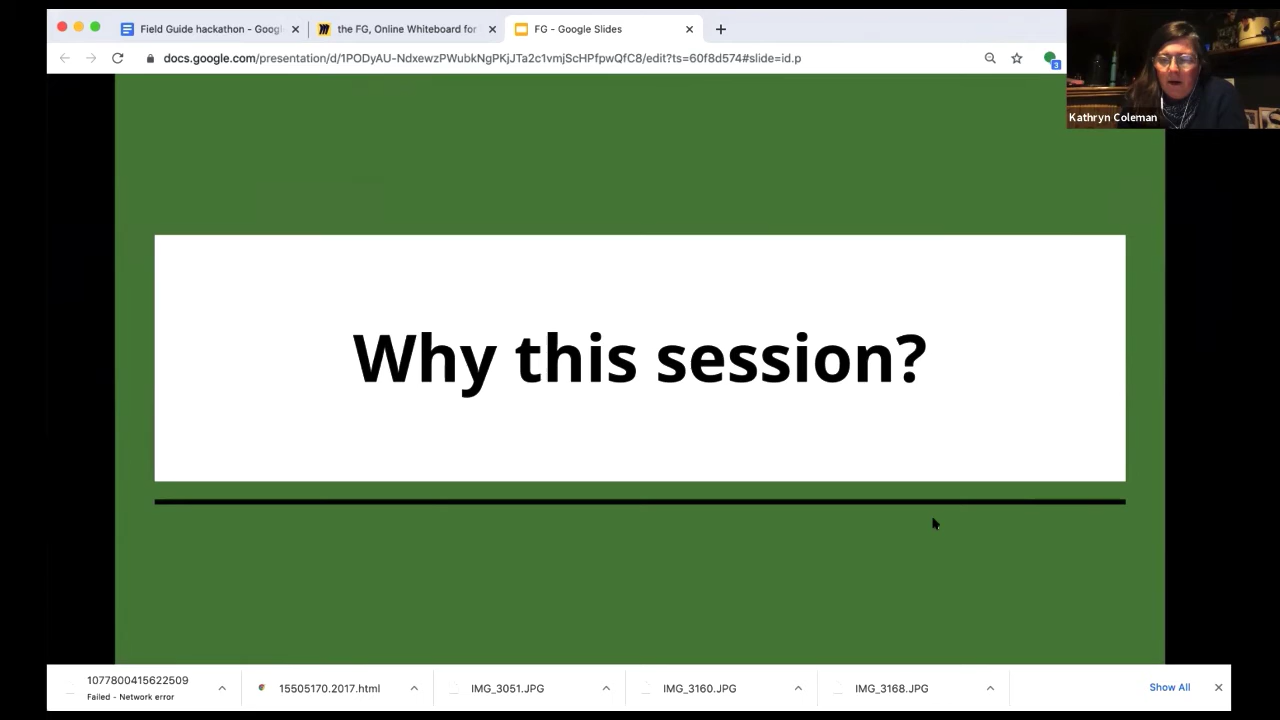 Field Guide hackathon - Googl
the FG, Online Whiteboard for
FG - Google Slides
docs.google.com/presentation/d/1PODyAU-NdxewzPWubkNgPKjJTa2c1vmjScHPfpwQfC8/edit?ts=60f8d574#slide=id.p
3
Kathryn Coleman
Why this session?
1077800415622509
Failed - Network error
15505170.2017.html
IMG_3051.JPG
IMG_3160.JPG
IMG_3168.JPG
Show All